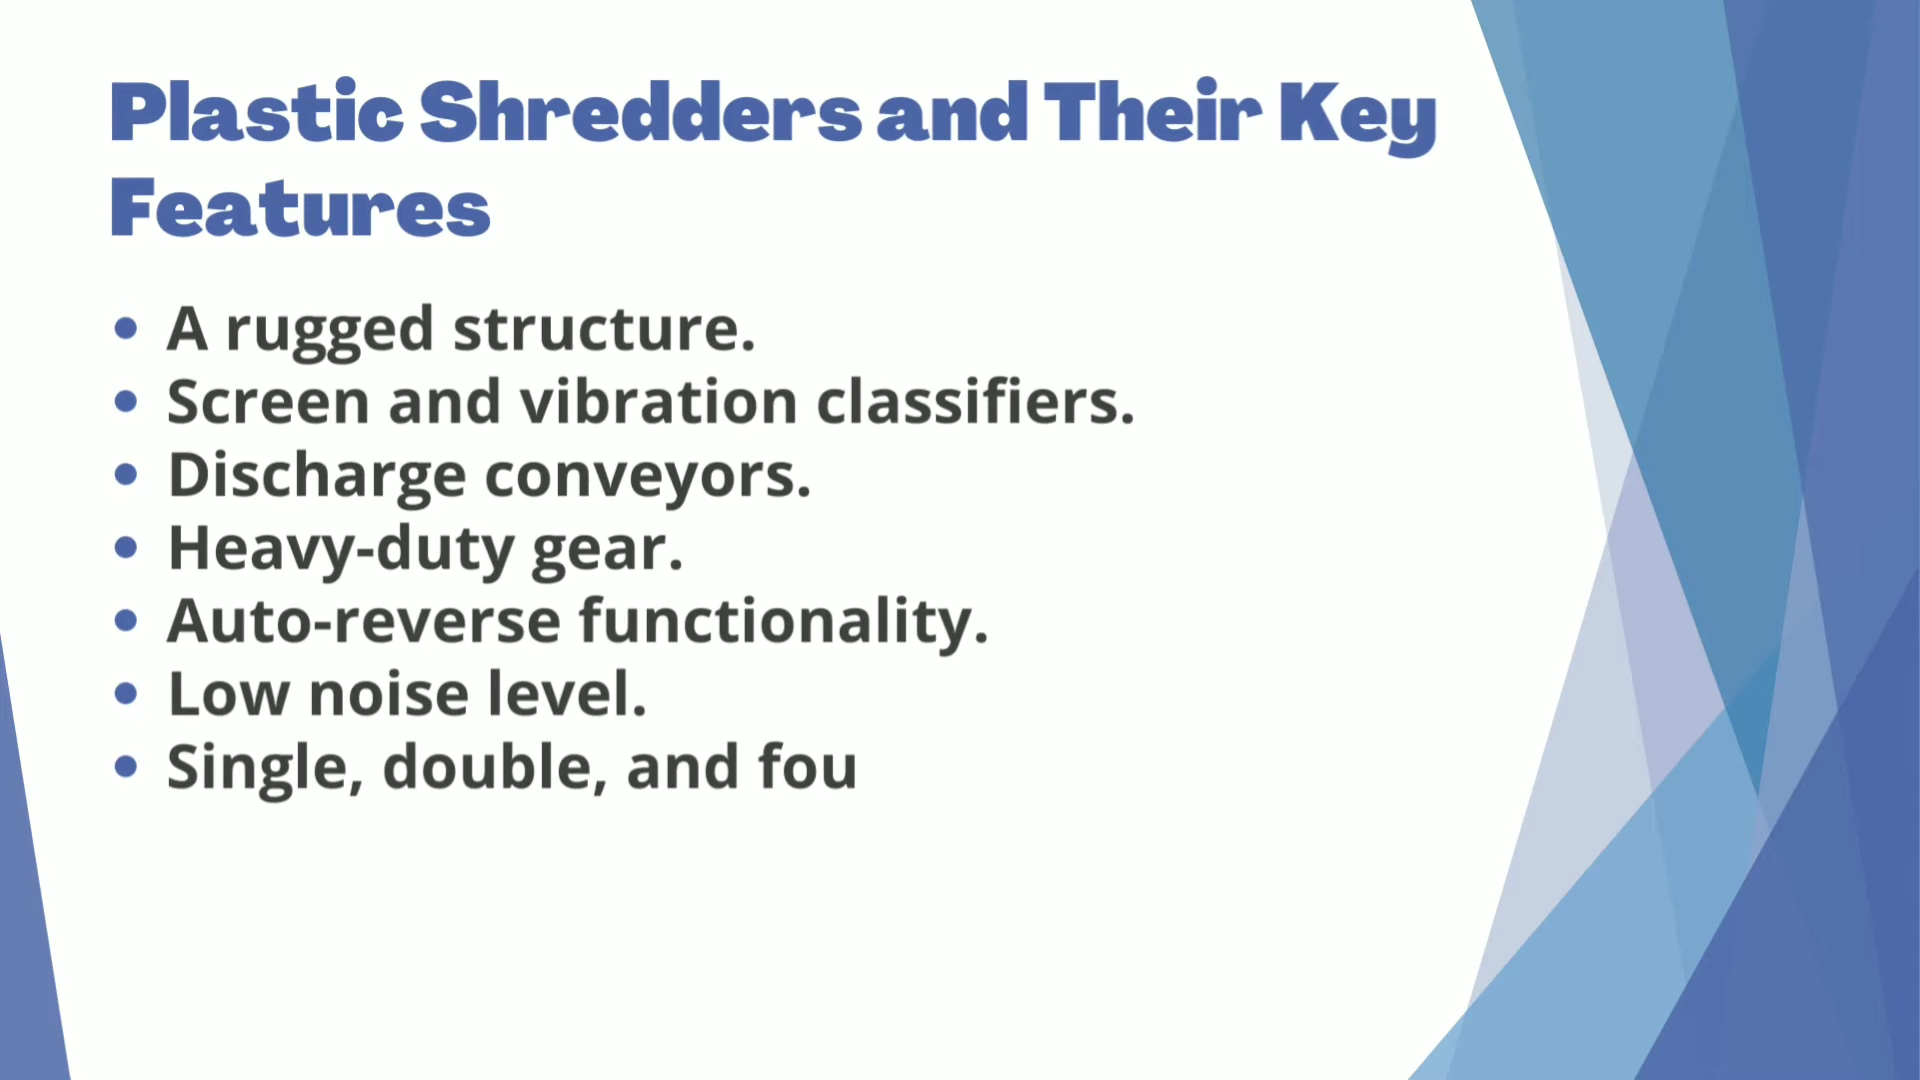 Plastic Shredders and Their Key
Features
• A rugged structure.
• Screen and vibration classifiers.
• Discharge conveyors.
• Heavy-duty gear.
• Auto-reverse functionality.
• Low noise level.
• Single, double, and fou